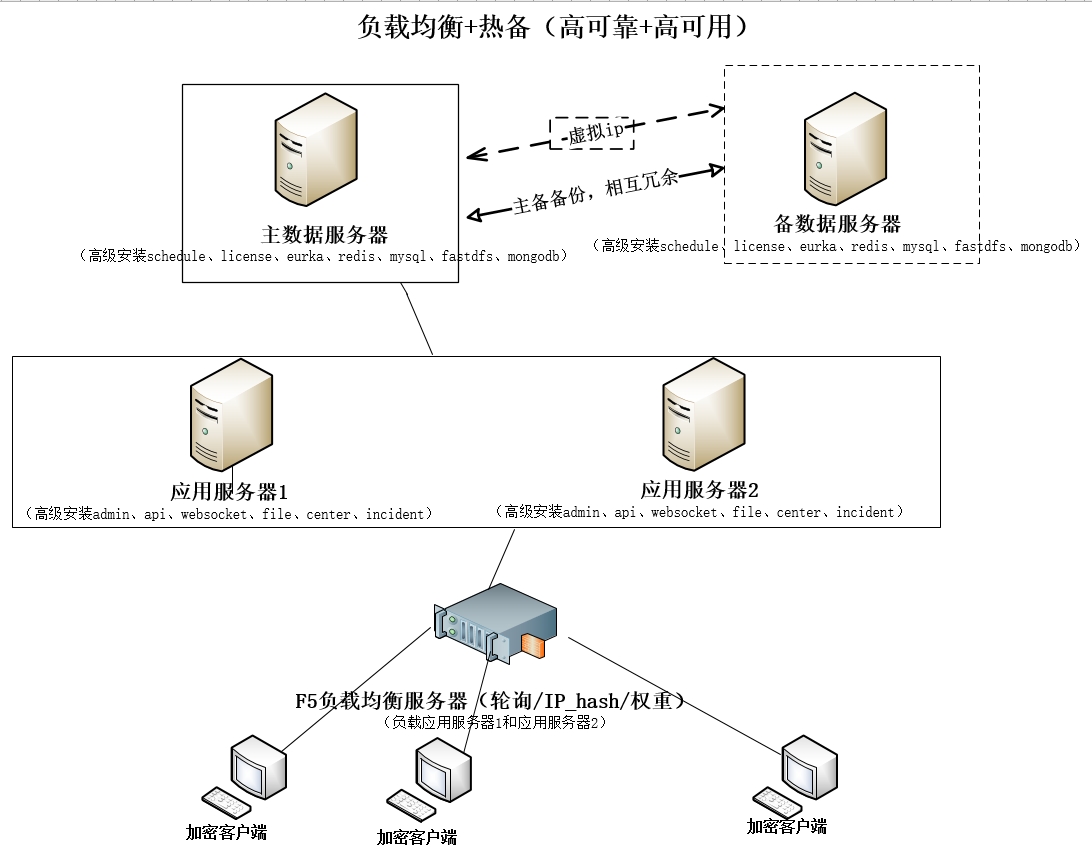 负载均衡+热备（高可靠+高可用）
虚拟ip
主备备份，相互冗余
主数据服务器
（高级安装schedule、license、eurka、redis、mysql、fastdfs、mongodb）
备数据服务器
（高级安装schedule、license、eurka、redis、mysql、fastdfs、mongodb）
应用服务器1
（高级安装admin、api、websocket、file、center、incident）
应用服务器2
（高级安装admin、api、websocket、file、center、incident）
F5负载均衡服务器（轮询/IP_hash/权重）
（负载应用服务器1和应用服务器2）
加密客户端
加密客户端
加密客户端